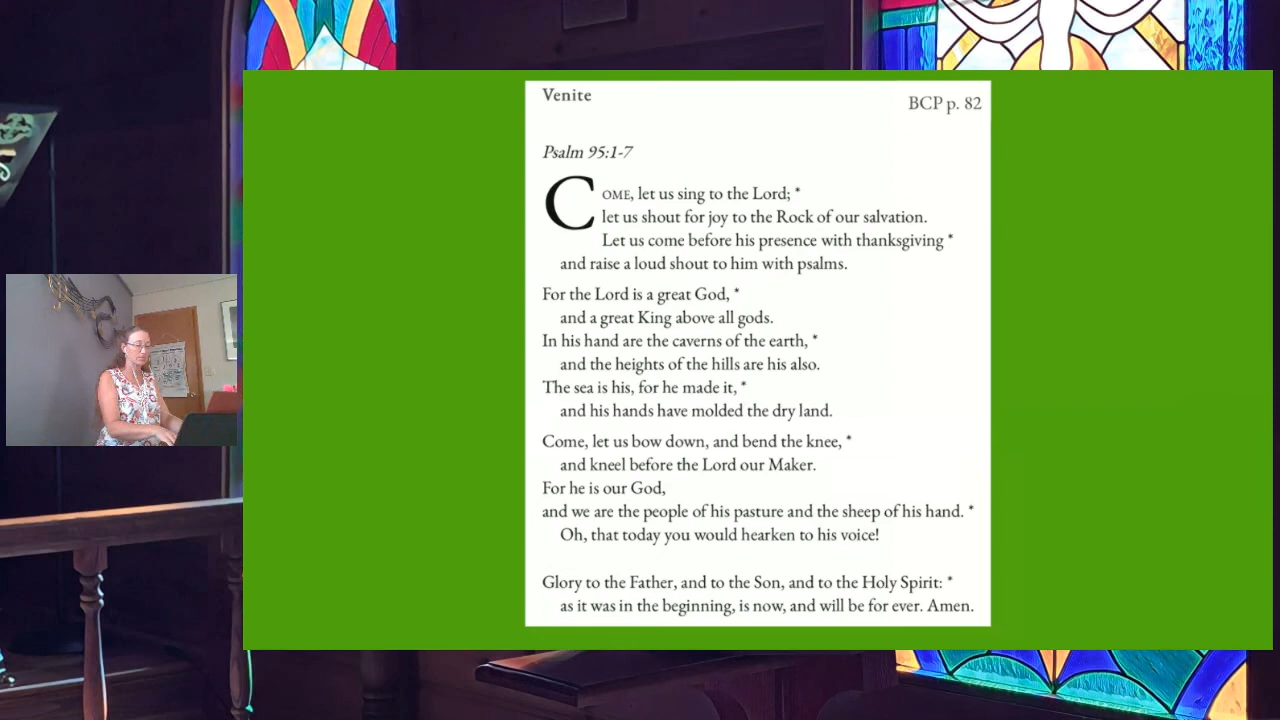 Venite
BCP p. 82
Psalm 95:1-7
COME, let us sing to the Lord; *
let us shout for joy to the Rock of our salvation.
Let us come before his presence with thanksgiving *
and raise a loud shout to him with psalms.
For the Lord is a great God, *
and a great King above all gods.
In his hand are the caverns of the earth, *
and the heights of the hills are his also.
The sea is his, for he made it, *
and his hands have molded the dry land.
Come, let us bow down, and bend the knee, *
and kneel before the Lord our Maker.
For he is our God,
and we are the people of his pasture and the sheep of his hand. *
Oh, that today you would hearken to his voice!
Glory to the Father, and to the Son, and to the Holy Spirit: *
as it was in the beginning, is now, and will be for ever. Amen.